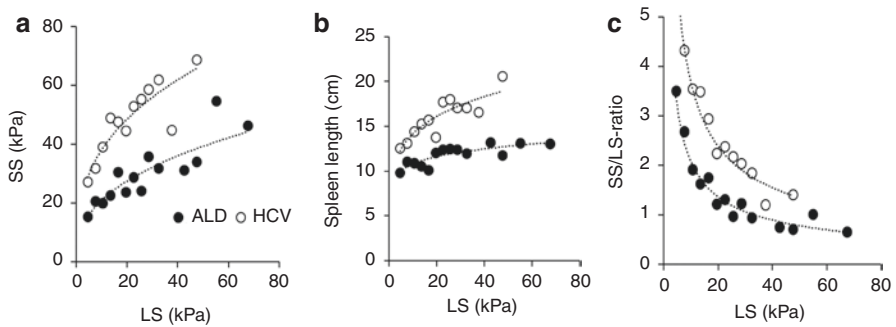 a
80
60
40
20
0
SS (kPa)
ALD
HCV
0 20 40 60 80
LS (kPa)
b
25
20
15
10
5
0
Spleen length (cm)
0 20 40 60 80
LS (kPa)
c
5
4
3
2
1
0
SS/LS-ratio
0 20 40 60 80
LS (kPa)